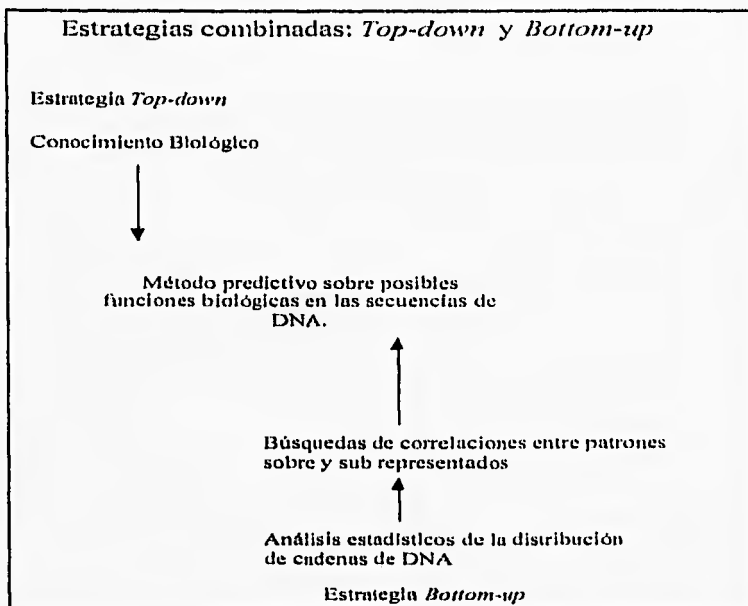 Estrategias combinadas: Top-down y Bottom-up
Estrategia Top-down
Conocimiento Biológico
Método predictivo sobre posibles
funciones biológicas en las secuencias de
DNA.
Búsquedas de correlaciones entre patrones
sobre y sub representados
Análisis estadísticos de la distribución
de cadenas de DNA
Estrategia Bottom-up